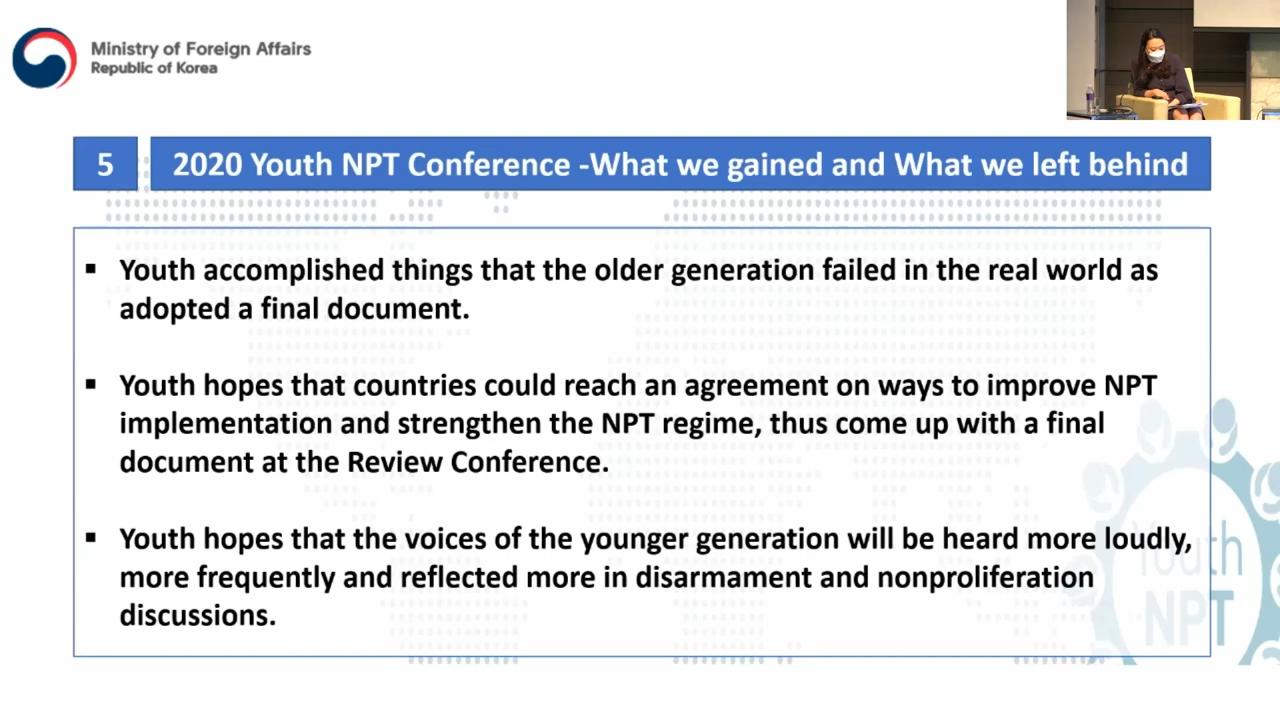 Ministry of Foreign Affairs
Republic of Korea
5
2020 Youth NPT Conference -What we gained and What we left behind
▪ Youth accomplished things that the older generation failed in the real world as
adopted a final document.
▪ Youth hopes that countries could reach an agreement on ways to improve NPT
implementation and strengthen the NPT regime, thus come up with a final
document at the Review Conference.
▪ Youth hopes that the voices of the younger generation will be heard more loudly,
more frequently and reflected more in disarmament and nonproliferation
discussions.
Youth
NPT